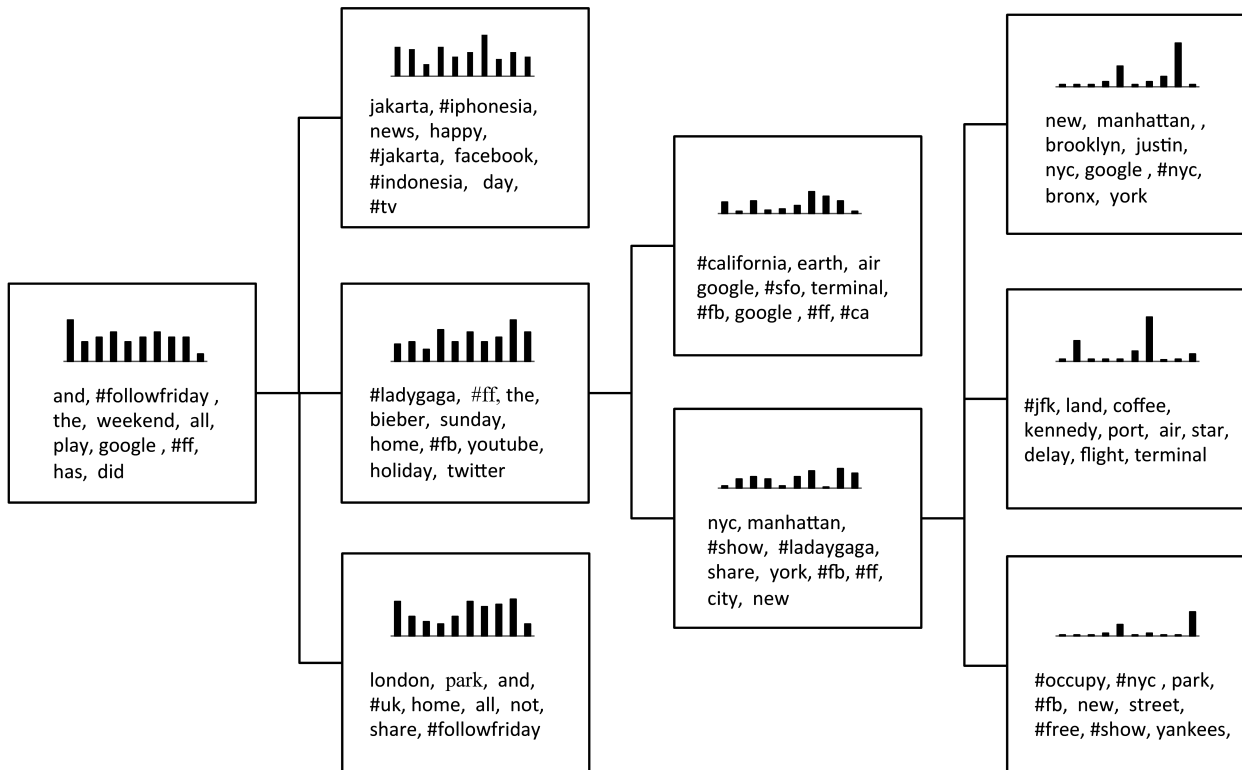 and, #followfriday ,
the, weekend, all,
play, google , #ff,
has, did
jakarta, #iphonesia,
news, happy,
#jakarta, facebook,
#indonesia, day,
#tv
#ladygaga, #ff, the,
bieber, sunday,
home, #fb, youtube,
holiday, twitter
london, park, and,
#uk, home, all, not,
share, #followfriday
#california, earth, air
google, #sfo, terminal,
#fb, google , #ff, #ca
nyc, manhattan,
#show, #ladaygaga,
share, york, #fb, #ff,
city, new
new, manhattan, ,
brooklyn, justin,
nyc, google , #nyc,
bronx, york
#jfk, land, coffee,
kennedy, port, air, star,
delay, flight, terminal
#occupy, #nyc , park,
#fb, new, street,
#free, #show, yankees,